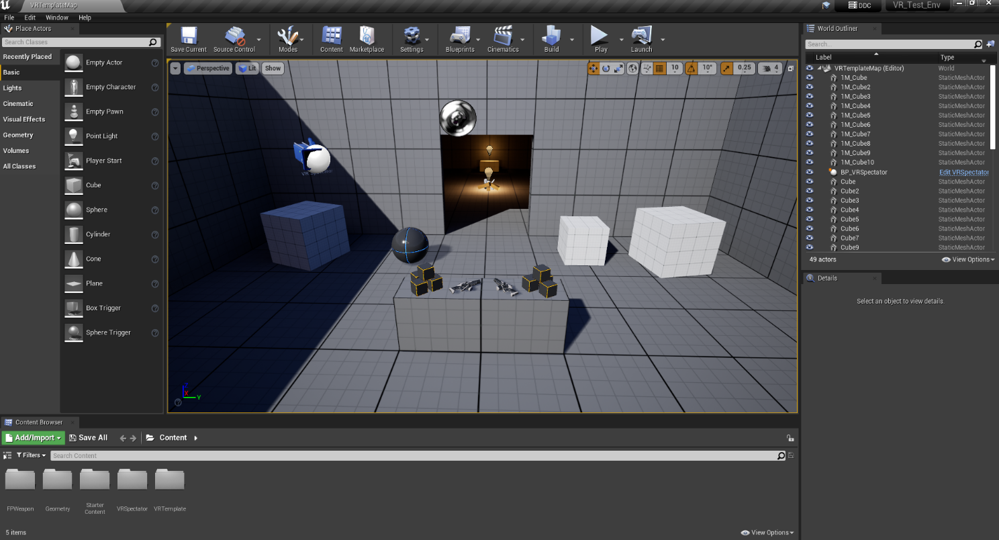 VRTemplateMap
DDC
VR_Test_Env
File Edit Window Help
Place Actors
Search Classes
Recently Placed
Basic
Lights
Cinematic
Visual Effects
Geometry
Volumes
All Classes
Empty Actor
Empty Character
Empty Pawn
Point Light
Player Start
Cube
Sphere
Cylinder
Cone
Plane
Box Trigger
Sphere Trigger
Save Current
Source Control
Modes
Content
Marketplace
Settings
Blueprints
Cinematics
Build
Play
Launch
Perspective
Lit
Show
10
10°
0.25
4
X
Y
Z
World Outliner
Search...
Label Type
VRTemplateMap (Editor) World
1M_Cube StaticMeshActor
1M_Cube2 StaticMeshActor
1M_Cube3 StaticMeshActor
1M_Cube4 StaticMeshActor
1M_Cube5 StaticMeshActor
1M_Cube6 StaticMeshActor
1M_Cube7 StaticMeshActor
1M_Cube8 StaticMeshActor
1M_Cube9 StaticMeshActor
1M_Cube10 StaticMeshActor
BP_VRSpectator Edit VRSpectator
Cube StaticMeshActor
Cube2 StaticMeshActor
Cube3 StaticMeshActor
Cube4 StaticMeshActor
Cube5 StaticMeshActor
Cube6 StaticMeshActor
Cube7 StaticMeshActor
Cube9 StaticMeshActor
49 actors
View Options
Details
Select an object to view details.
Content Browser
Add/Import
Save All
Content
Filters
Search Content
FPWeapon
Geometry
Starter
Content
VRSpectator
VRTemplate
5 items
View Options